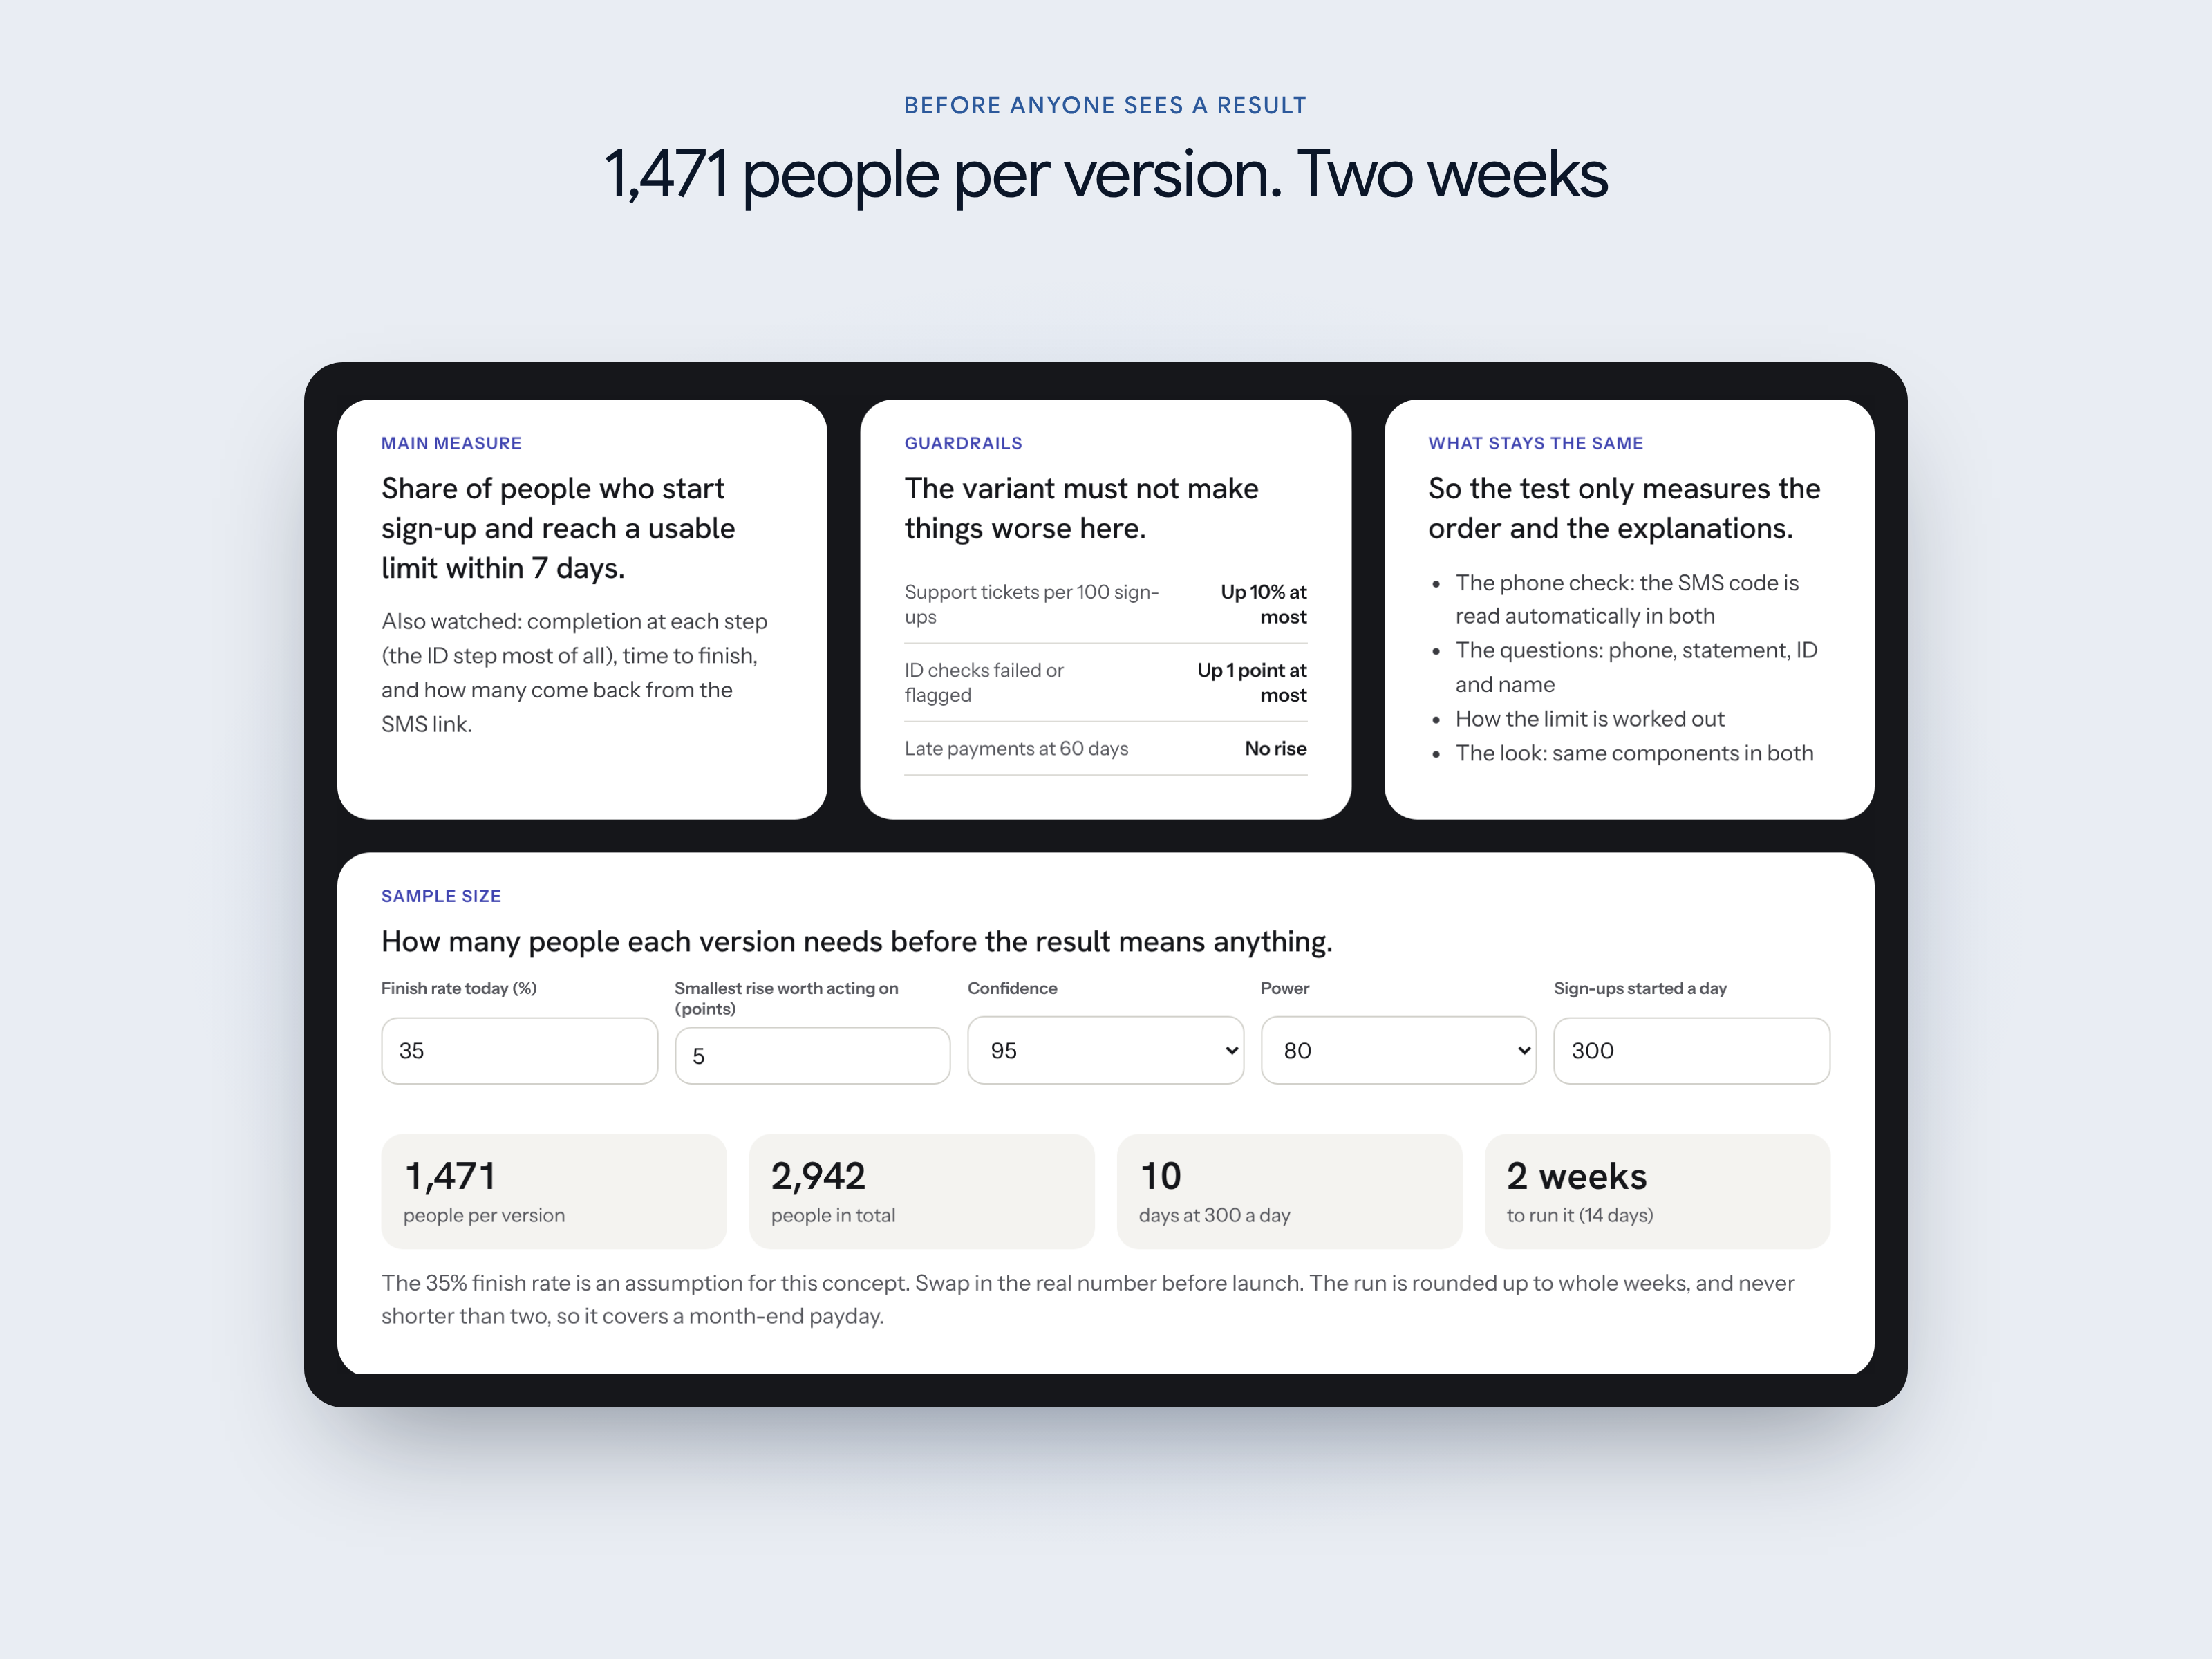 BEFORE ANYONE SEES A RESULT
1,471 people per version. Two weeks
MAIN MEASURE
Share of people who start
sign-up and reach a usable
limit within 7 days.
Also watched: completion at each step
(the ID step most of all), time to finish,
and how many come back from the
SMS link.
GUARDRAILS
The variant must not make
things worse here.
Support tickets per 100 sign-
ups
Up 10% at
most
ID checks failed or
flagged
Up 1 point at
most
Late payments at 60 days
No rise
WHAT STAYS THE SAME
So the test only measures the
order and the explanations.
• The phone check: the SMS code is
read automatically in both
• The questions: phone, statement, ID
and name
• How the limit is worked out
• The look: same components in both
SAMPLE SIZE
How many people each version needs before the result means anything.
Finish rate today (%)
35
Smallest rise worth acting on
(points)
5
Confidence
95
Power
80
Sign-ups started a day
300
1,471
people per version
2,942
people in total
10
days at 300 a day
2 weeks
to run it (14 days)
The 35% finish rate is an assumption for this concept. Swap in the real number before launch. The run is rounded up to whole weeks, and never
shorter than two, so it covers a month-end payday.